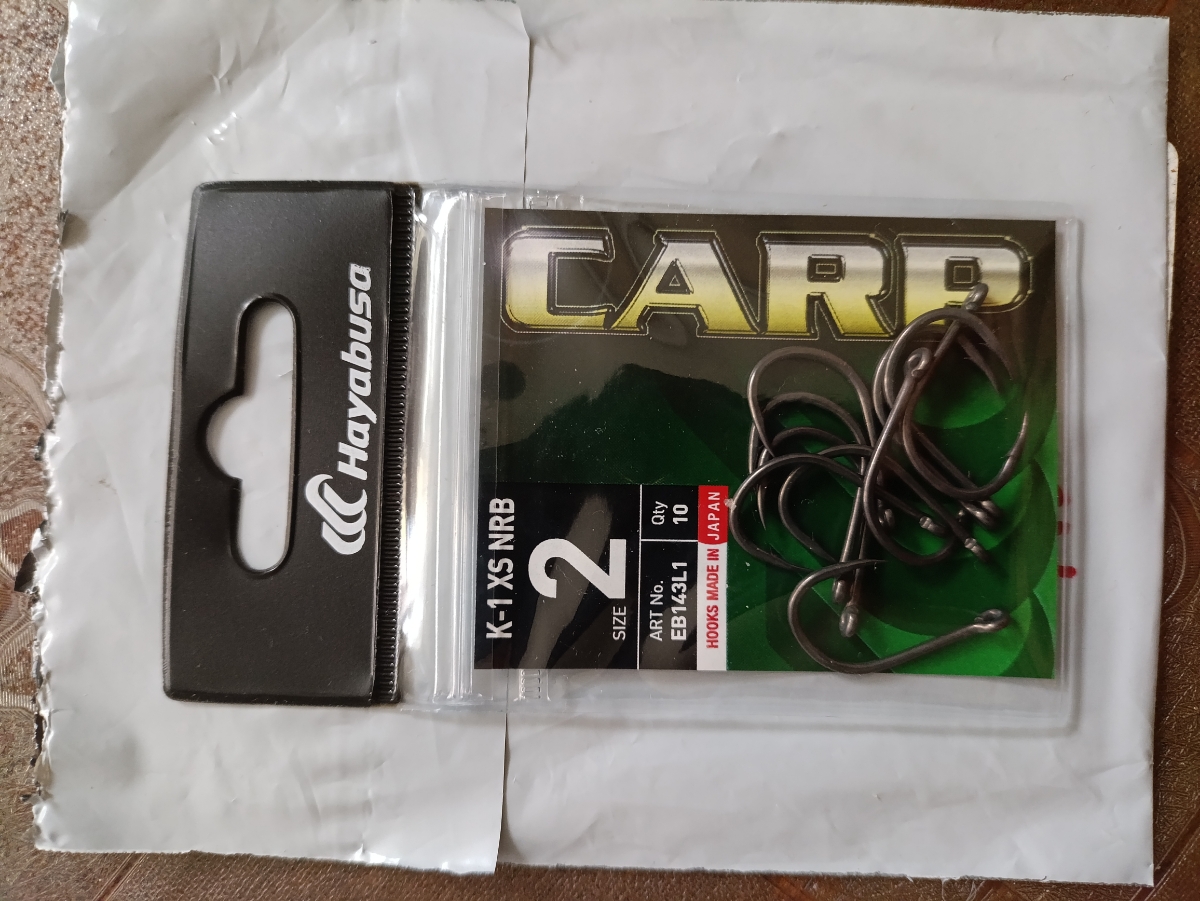 Hayabusa
CARP
K-1 XS NRB
SIZE 2
ART No. Qty
EB143L1 10
HOOKS MADE IN JAPAN